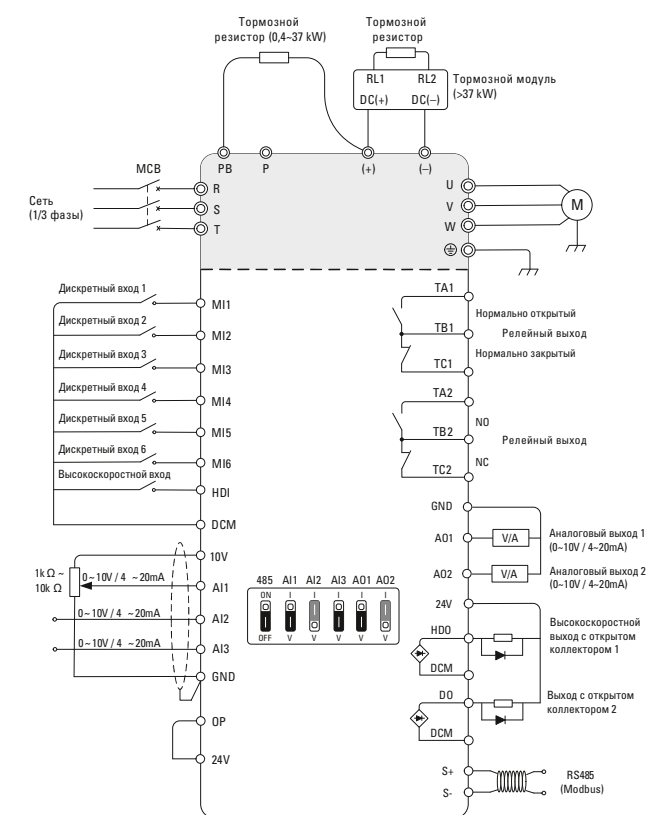 Тормозной
резистор (0,4~37 kW)
Тормозной
резистор
RL1 RL2
DC(+) DC(−)
Тормозной модуль
(>37 kW)
PB P (+) (−)
MCB
Сеть
(1/3 фазы)
R
S
T
U
V
W
M
Дискретный вход 1
MI1
Дискретный вход 2
MI2
Дискретный вход 3
MI3
Дискретный вход 4
MI4
Дискретный вход 5
MI5
Дискретный вход 6
MI6
Высокоскоростной вход
HDI
DCM
10V
1k Ω ~
10k Ω
0~10V / 4 ~20mA
AI1
0~10V / 4 ~20mA
AI2
0~10V / 4 ~20mA
AI3
GND
OP
24V
485 AI1 AI2 AI3 AO1 AO2
ON I I I I I
OFF V V V V V
TA1
Нормально открытый
TB1
Релейный выход
Нормально закрытый
TC1
TA2
NO
TB2
Релейный выход
NC
TC2
GND
AO1
V/A
Аналоговый выход 1
(0~10V / 4~20mA)
AO2
V/A
Аналоговый выход 2
(0~10V / 4~20mA)
24V
HDO
Высокоскоростной
выход с открытом
коллектором 1
DCM
DO
Выход с открытом
коллектором 2
DCM
S+
S-
RS485
(Modbus)